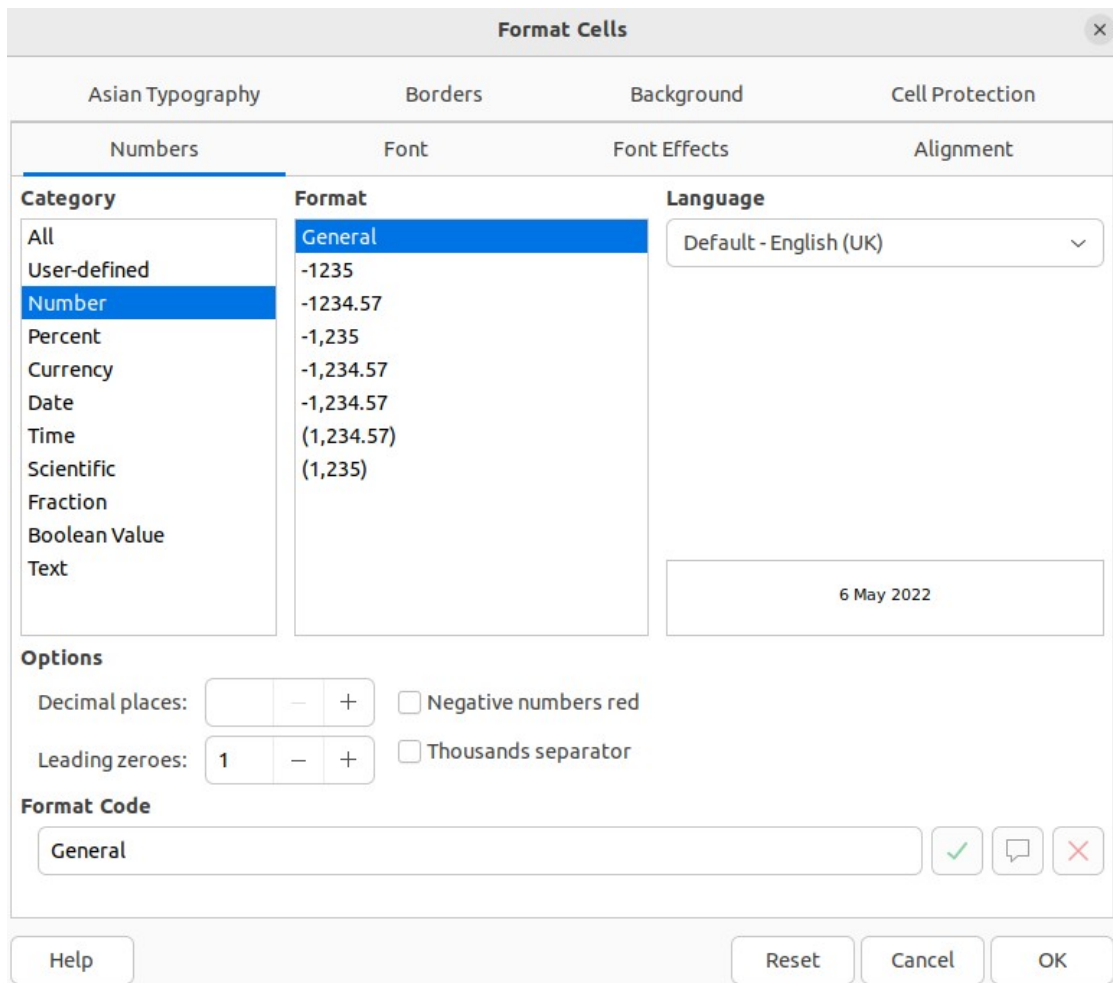 Format Cells
Asian Typography Borders Background Cell Protection
Numbers Font Font Effects Alignment
Category Format Language
All
User-defined
Number
Percent
Currency
Date
Time
Scientific
Fraction
Boolean Value
Text
General
-1235
-1234.57
-1,235
-1,234.57
-1,234.57
(1,234.57)
(1,235)
Default - English (UK)
6 May 2022
Options
Decimal places: Negative numbers red
Leading zeroes: 1 Thousands separator
Format Code
General
Help Reset Cancel OK